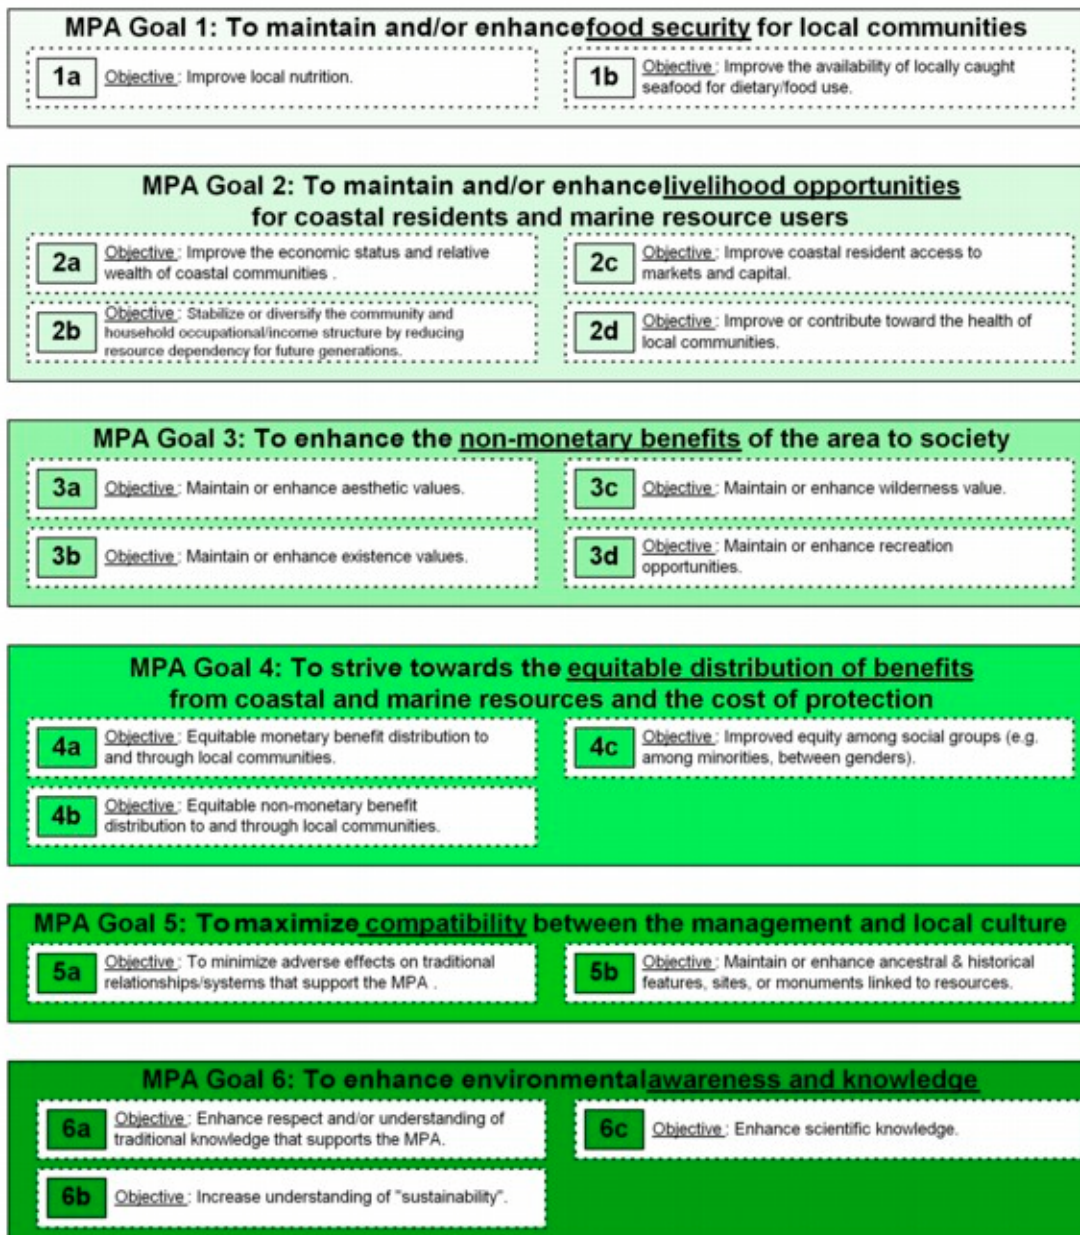 MPA Goal 1: To maintain and/or enhance food security for local communities
1a Objective : Improve local nutrition.
1b Objective : Improve the availability of locally caught
seafood for dietary/food use.
MPA Goal 2: To maintain and/or enhance livelihood opportunities
for coastal residents and marine resource users
2a Objective : Improve the economic status and relative
wealth of coastal communities .
2b Objective : Stabilize or diversify the community and
household occupational/income structure by reducing
resource dependency for future generations.
2c Objective : Improve coastal resident access to
markets and capital.
2d Objective : Improve or contribute toward the health of
local communities.
MPA Goal 3: To enhance the non-monetary benefits of the area to society
3a Objective : Maintain or enhance aesthetic values.
3b Objective : Maintain or enhance existence values.
3c Objective : Maintain or enhance wilderness value.
3d Objective : Maintain or enhance recreation
opportunities.
MPA Goal 4: To strive towards the equitable distribution of benefits
from coastal and marine resources and the cost of protection
4a Objective : Equitable monetary benefit distribution to
and through local communities.
4b Objective : Equitable non-monetary benefit
distribution to and through local communities.
4c Objective : Improved equity among social groups (e.g.
among minorities, between genders).
MPA Goal 5: To maximize compatibility between the management and local culture
5a Objective : To minimize adverse effects on traditional
relationships/systems that support the MPA .
5b Objective : Maintain or enhance ancestral & historical
features, sites, or monuments linked to resources.
MPA Goal 6: To enhance environmental awareness and knowledge
6a Objective : Enhance respect and/or understanding of
traditional knowledge that supports the MPA.
6b Objective : Increase understanding of "sustainability".
6c Objective : Enhance scientific knowledge.